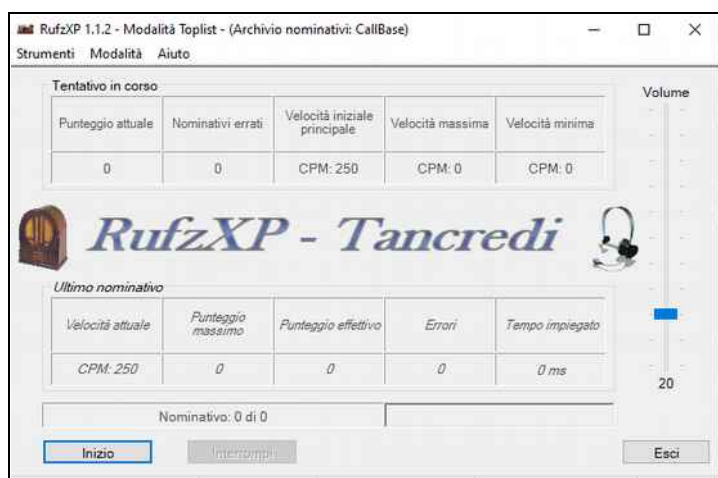 RufzXP 1.1.2 - Modalità Toplist - (Archivio nominativi: CallBase)
Strumenti Modalità Aiuto
Tentativo in corso
Volume
Punteggio attuale Nominativi errati Velocità iniziale principale Velocità massima Velocità minima
0 0 CPM: 250 CPM: 0 CPM: 0
RufzXP - Tancredi
Ultimo nominativo
Velocità attuale Punteggio massimo Punteggio effettivo Errori Tempo impiegato
CPM: 250 0 0 0 0 ms
20
Nominativo: 0 di 0
Inizio Interrompi Esci